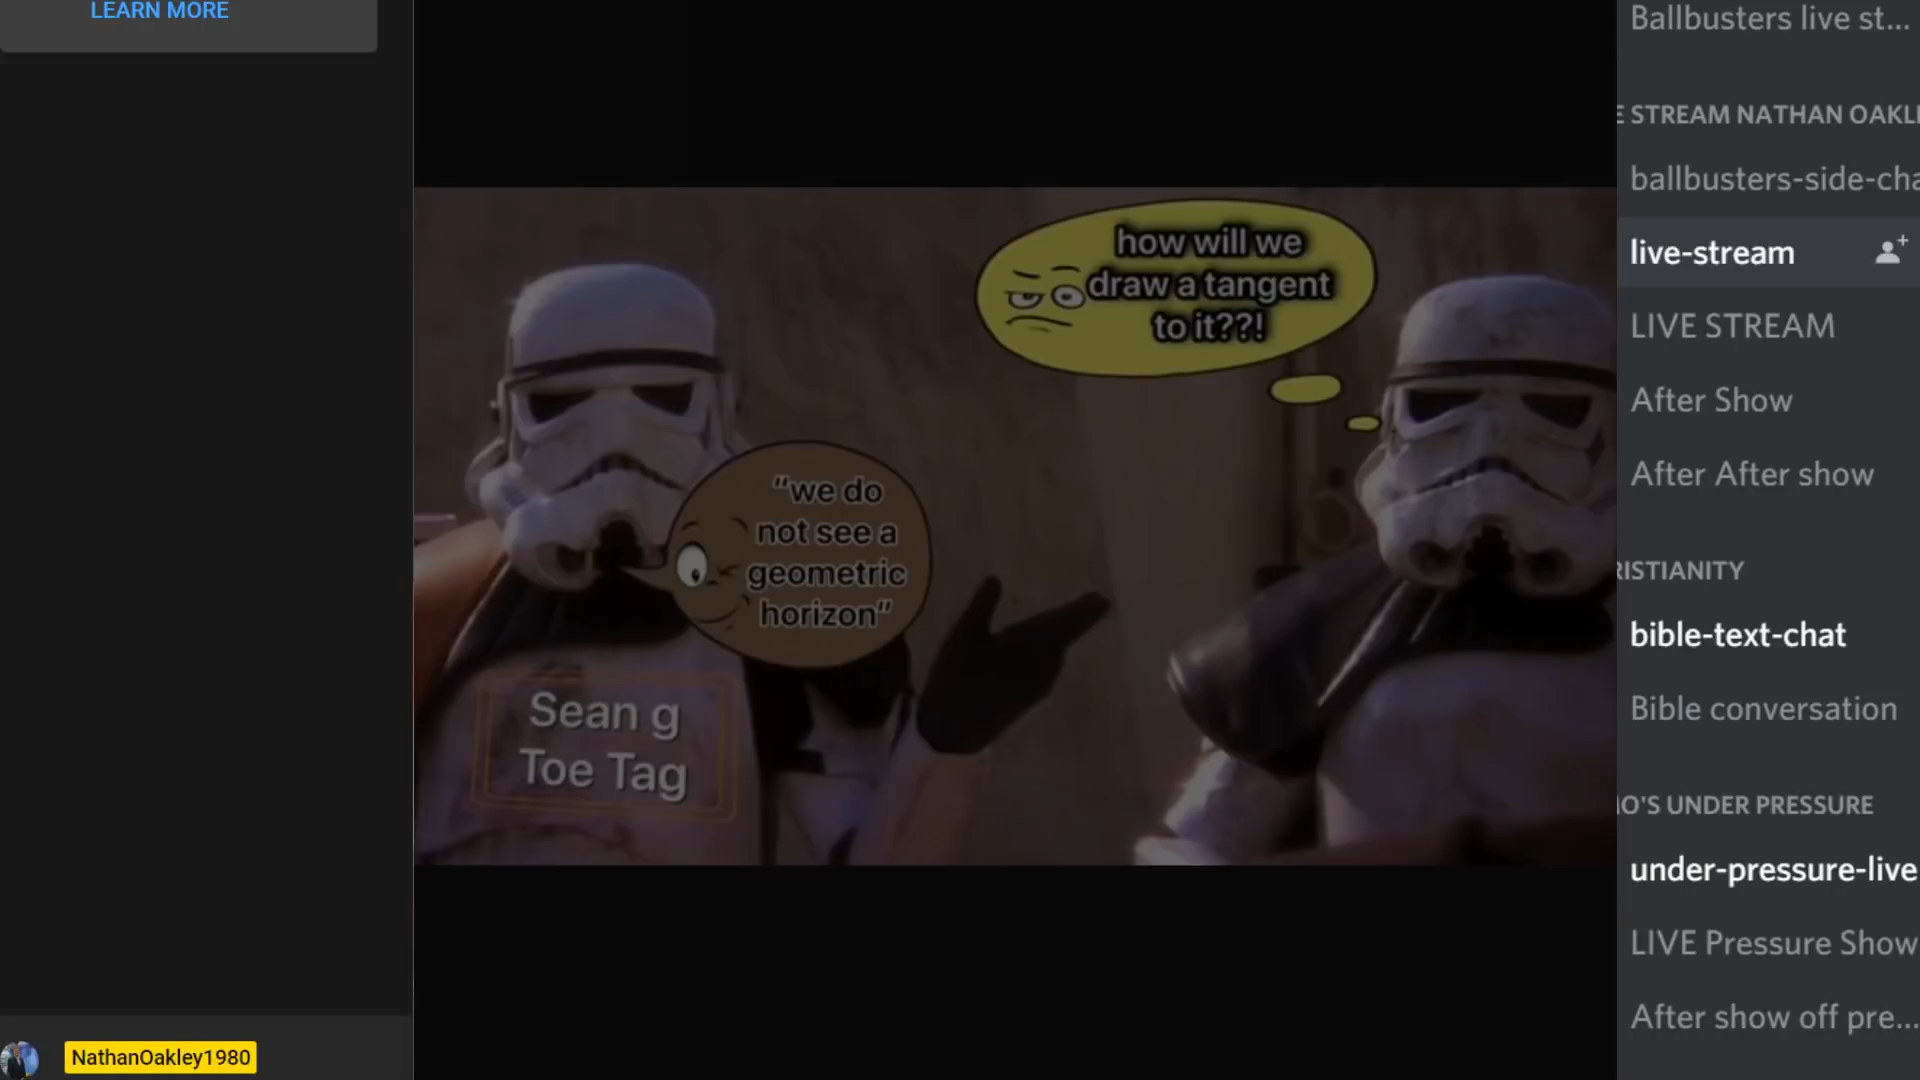 LEARN MORE
how will we
draw a tangent
to it??!
"we do
not see a
geometric
horizon"
Sean g
Toe Tag
NathanOakley1980
Ballbusters live st...
E STREAM NATHAN OAKL
ballbusters-side-cha
live-stream
LIVE STREAM
After Show
After After show
RISTIANITY
bible-text-chat
Bible conversation
O'S UNDER PRESSURE
under-pressure-live
LIVE Pressure Show
After show off pre...